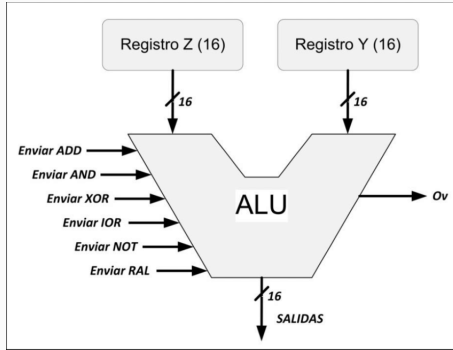 Registro Z (16)
Registro Y (16)
16
16
Enviar ADD
Enviar AND
Enviar XOR
Enviar IOR
Enviar NOT
Enviar RAL
ALU
Ov
16
SALIDAS